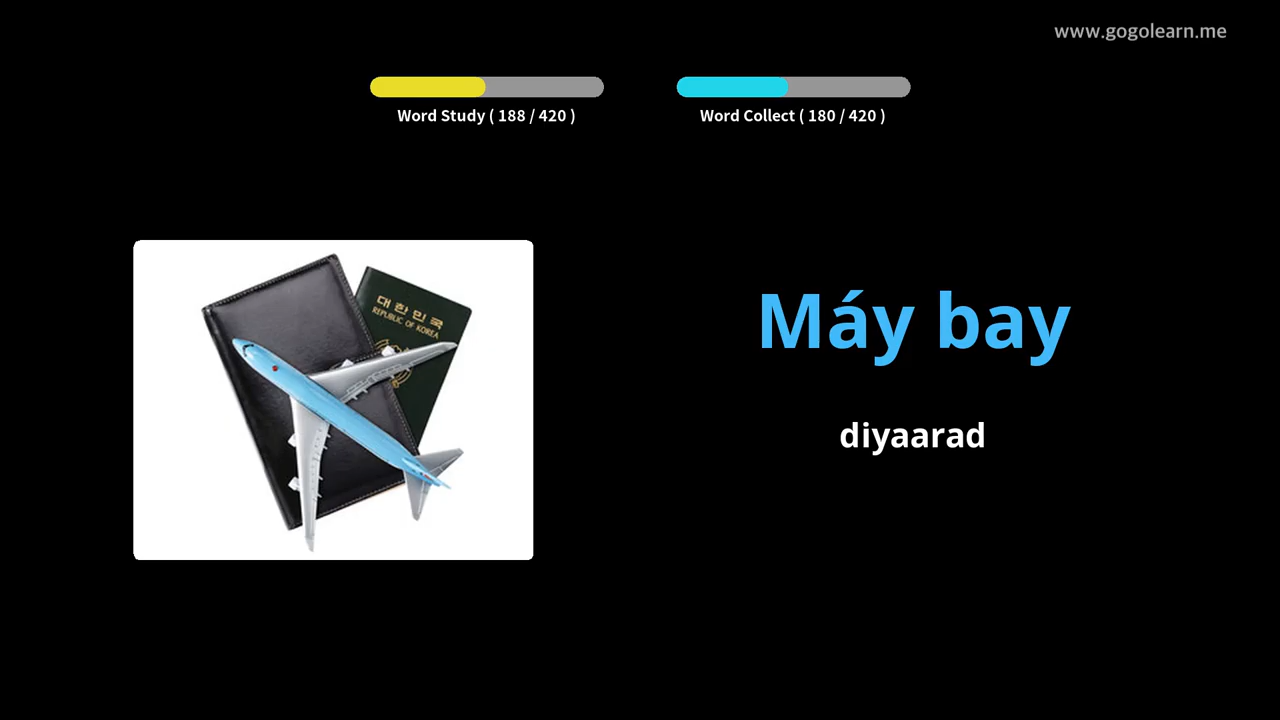 www.gogolearn.me
Word Study ( 188 / 420 )
Word Collect ( 180 / 420 )
대한민국
REPUBLIC OF KOREA
Máy bay
diyaarad